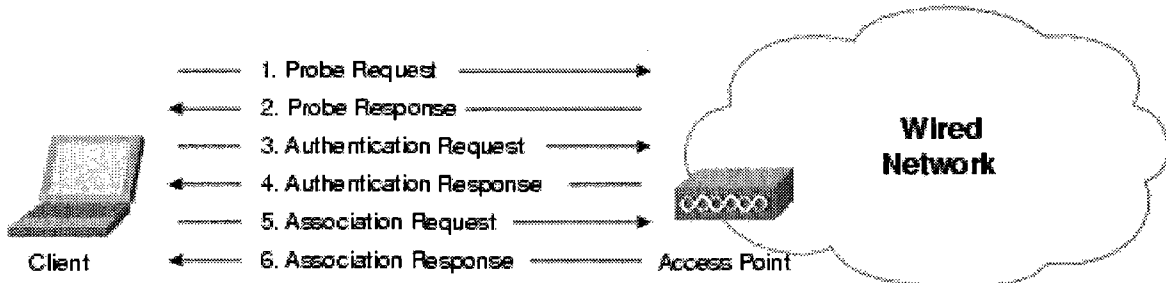 1. Probe Request
2. Probe Response
3. Authentication Request
4. Authentication Response
5. Association Request
6. Association Response
Client
Access Point
Wired
Network